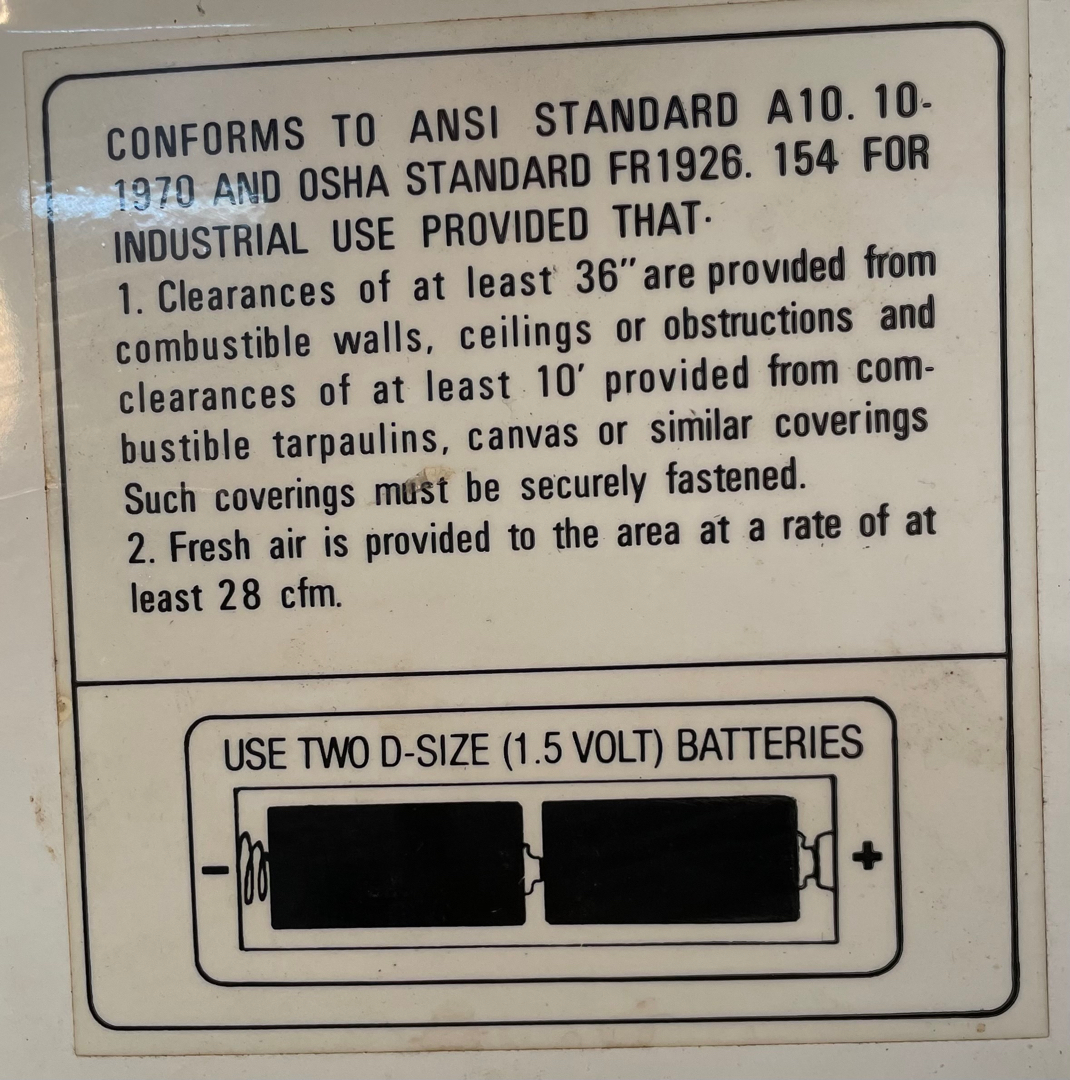 CONFORMS TO ANSI STANDARD A10. 10-
1970 AND OSHA STANDARD FR1926. 154 FOR
INDUSTRIAL USE PROVIDED THAT·
1. Clearances of at least 36" are provided from
combustible walls, ceilings or obstructions and
clearances of at least 10' provided from com-
bustible tarpaulins, canvas or similar coverings
Such coverings must be securely fastened.
2. Fresh air is provided to the area at a rate of at
least 28 cfm.
USE TWO D-SIZE (1.5 VOLT) BATTERIES
- +